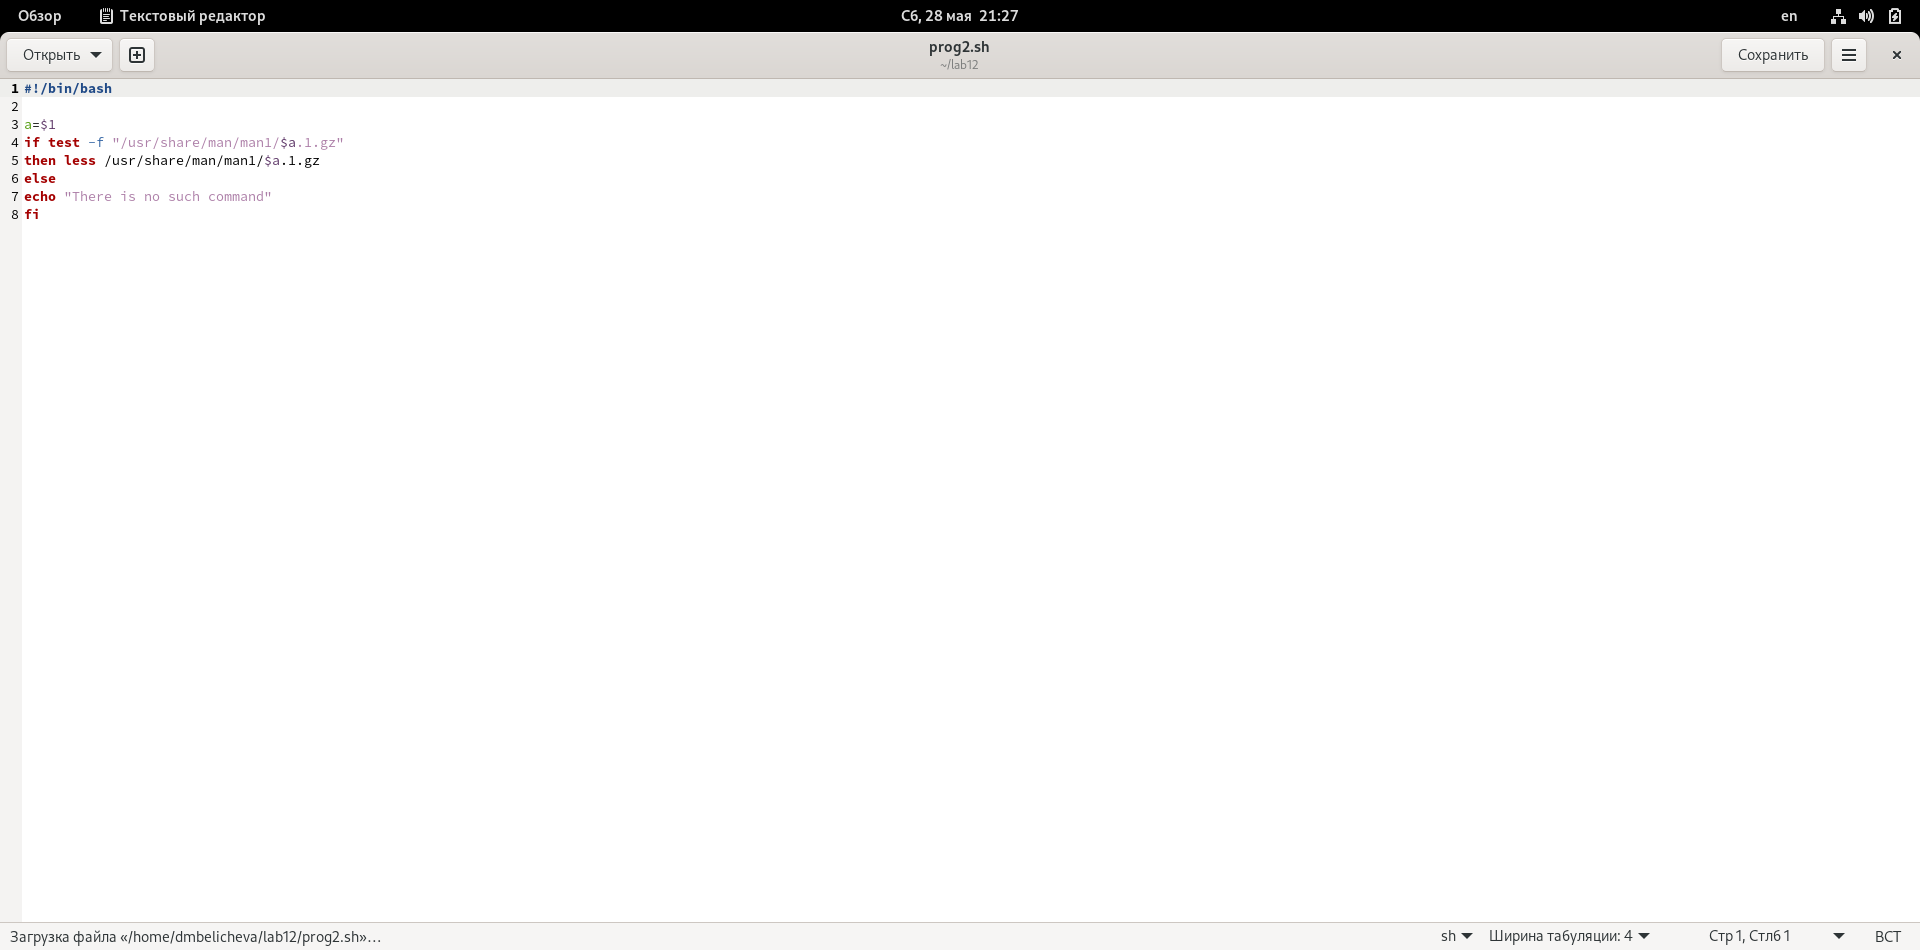 Обзор Текстовый редактор Сб, 28 мая 21:27 en
Открыть prog2.sh Сохранить
~/lab12
1 #!/bin/bash
2
3 a=$1
4 if test -f "/usr/share/man/man1/$a.1.gz"
5 then less /usr/share/man/man1/$a.1.gz
6 else
7 echo "There is no such command"
8 fi
Загрузка файла «/home/dmbelicheva/lab12/prog2.sh»… sh Ширина табуляции: 4 Стр 1, Стлб 1 ВСТ